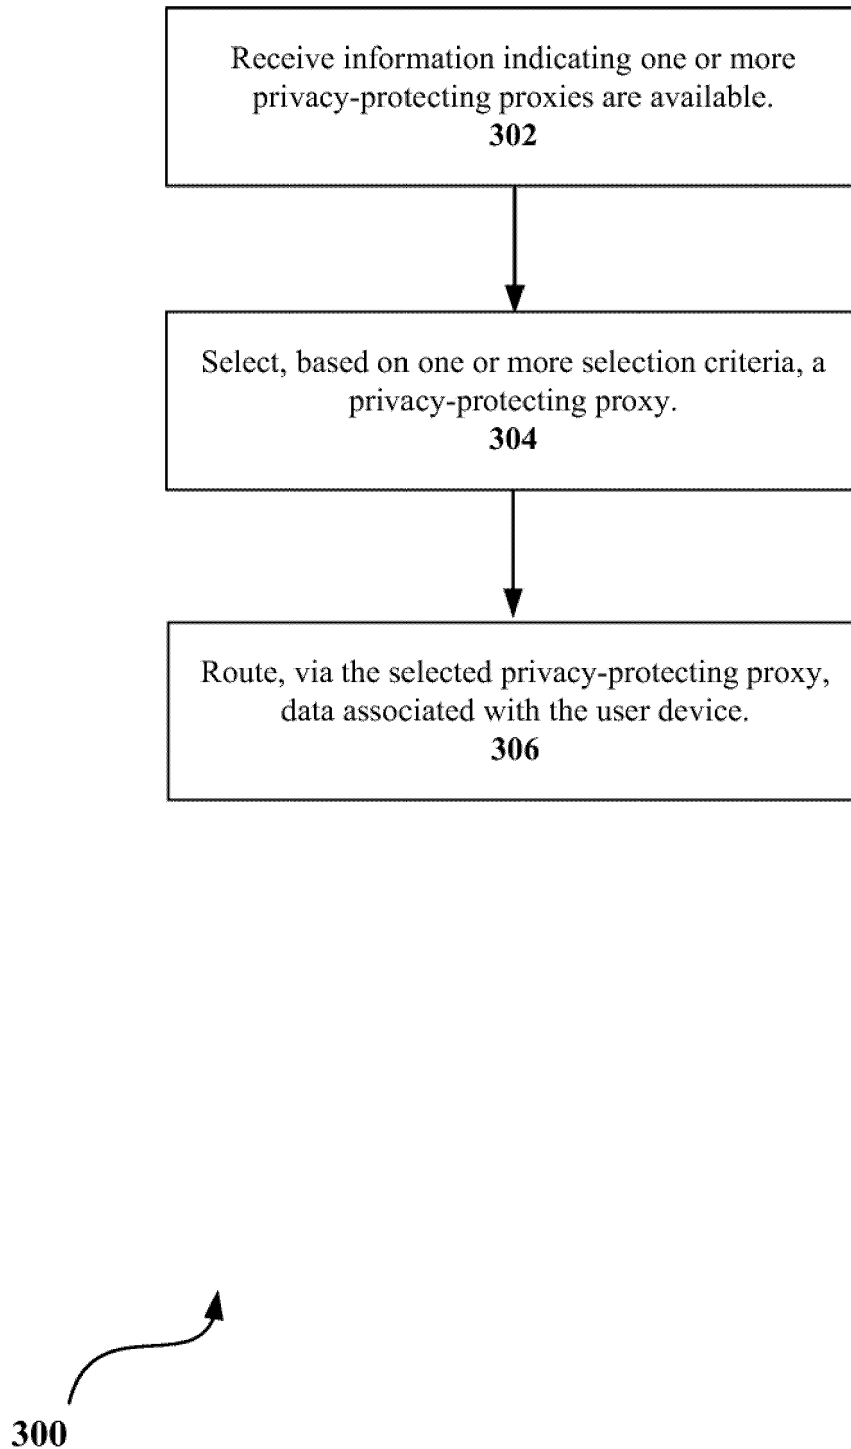 Receive information indicating one or more
privacy-protecting proxies are available.
302
Select, based on one or more selection criteria, a
privacy-protecting proxy.
304
Route, via the selected privacy-protecting proxy,
data associated with the user device.
306
300